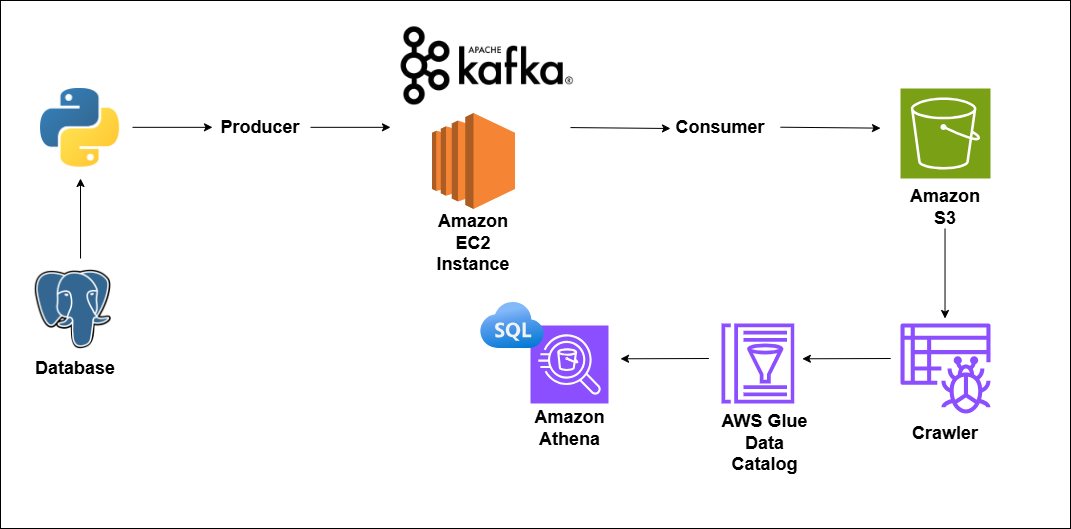 APACHE
kafka®
Producer
Consumer
Amazon
EC2
Instance
Amazon
S3
Database
SQL
Amazon
Athena
AWS Glue
Data
Catalog
Crawler